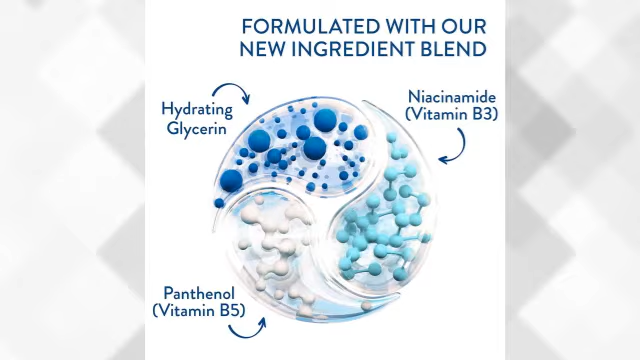 FORMULATED WITH OUR
NEW INGREDIENT BLEND
Hydrating
Glycerin
Niacinamide
(Vitamin B3)
Panthenol
(Vitamin B5)